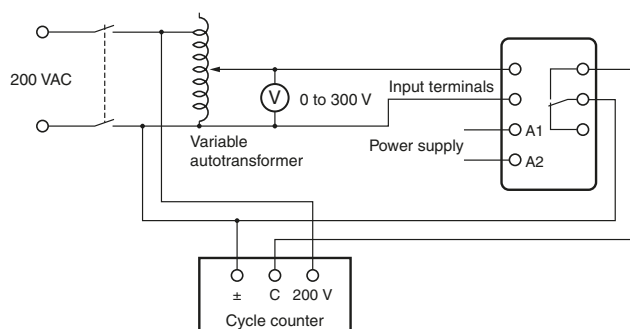 200 VAC
V
0 to 300 V
Variable
autotransformer
Input terminals
Power supply
A1
A2
± C 200 V
Cycle counter